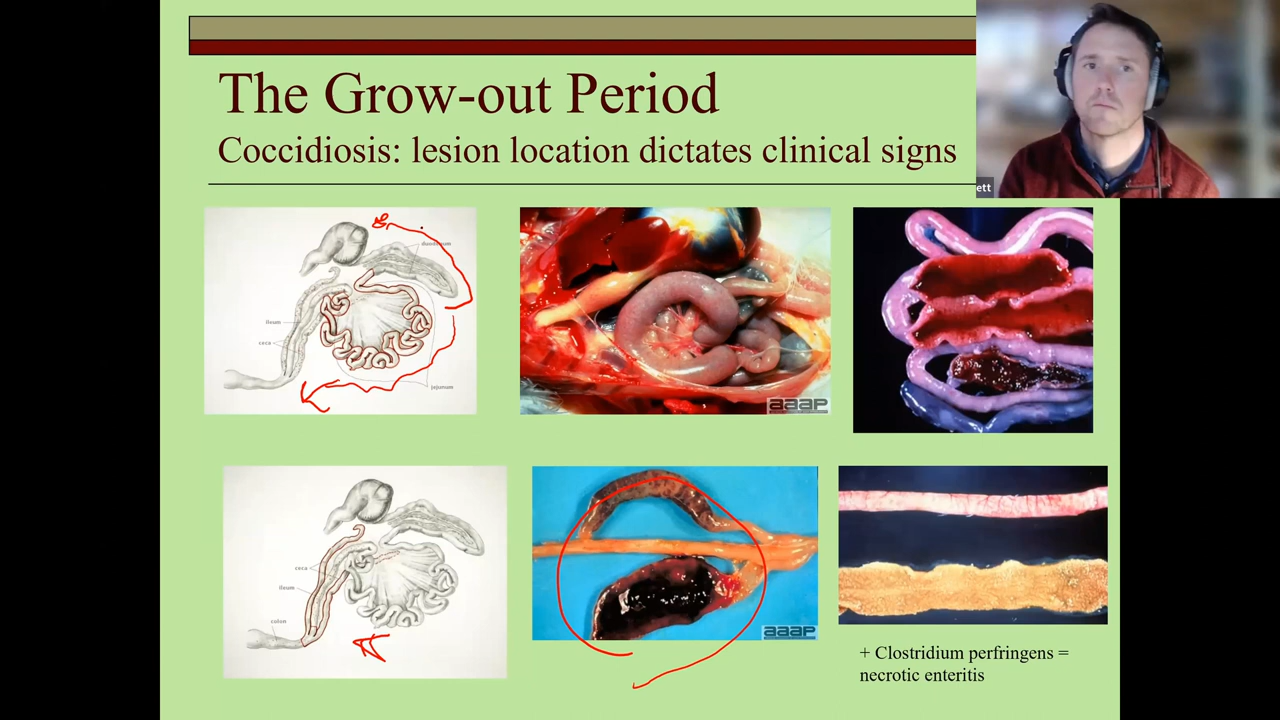 The Grow-out Period
Coccidiosis: lesion location dictates clinical signs
ett
duodenum
ileum
ceca
jejunum
aaap
ceca
ileum
colon
aaap
+ Clostridium perfringens =
necrotic enteritis